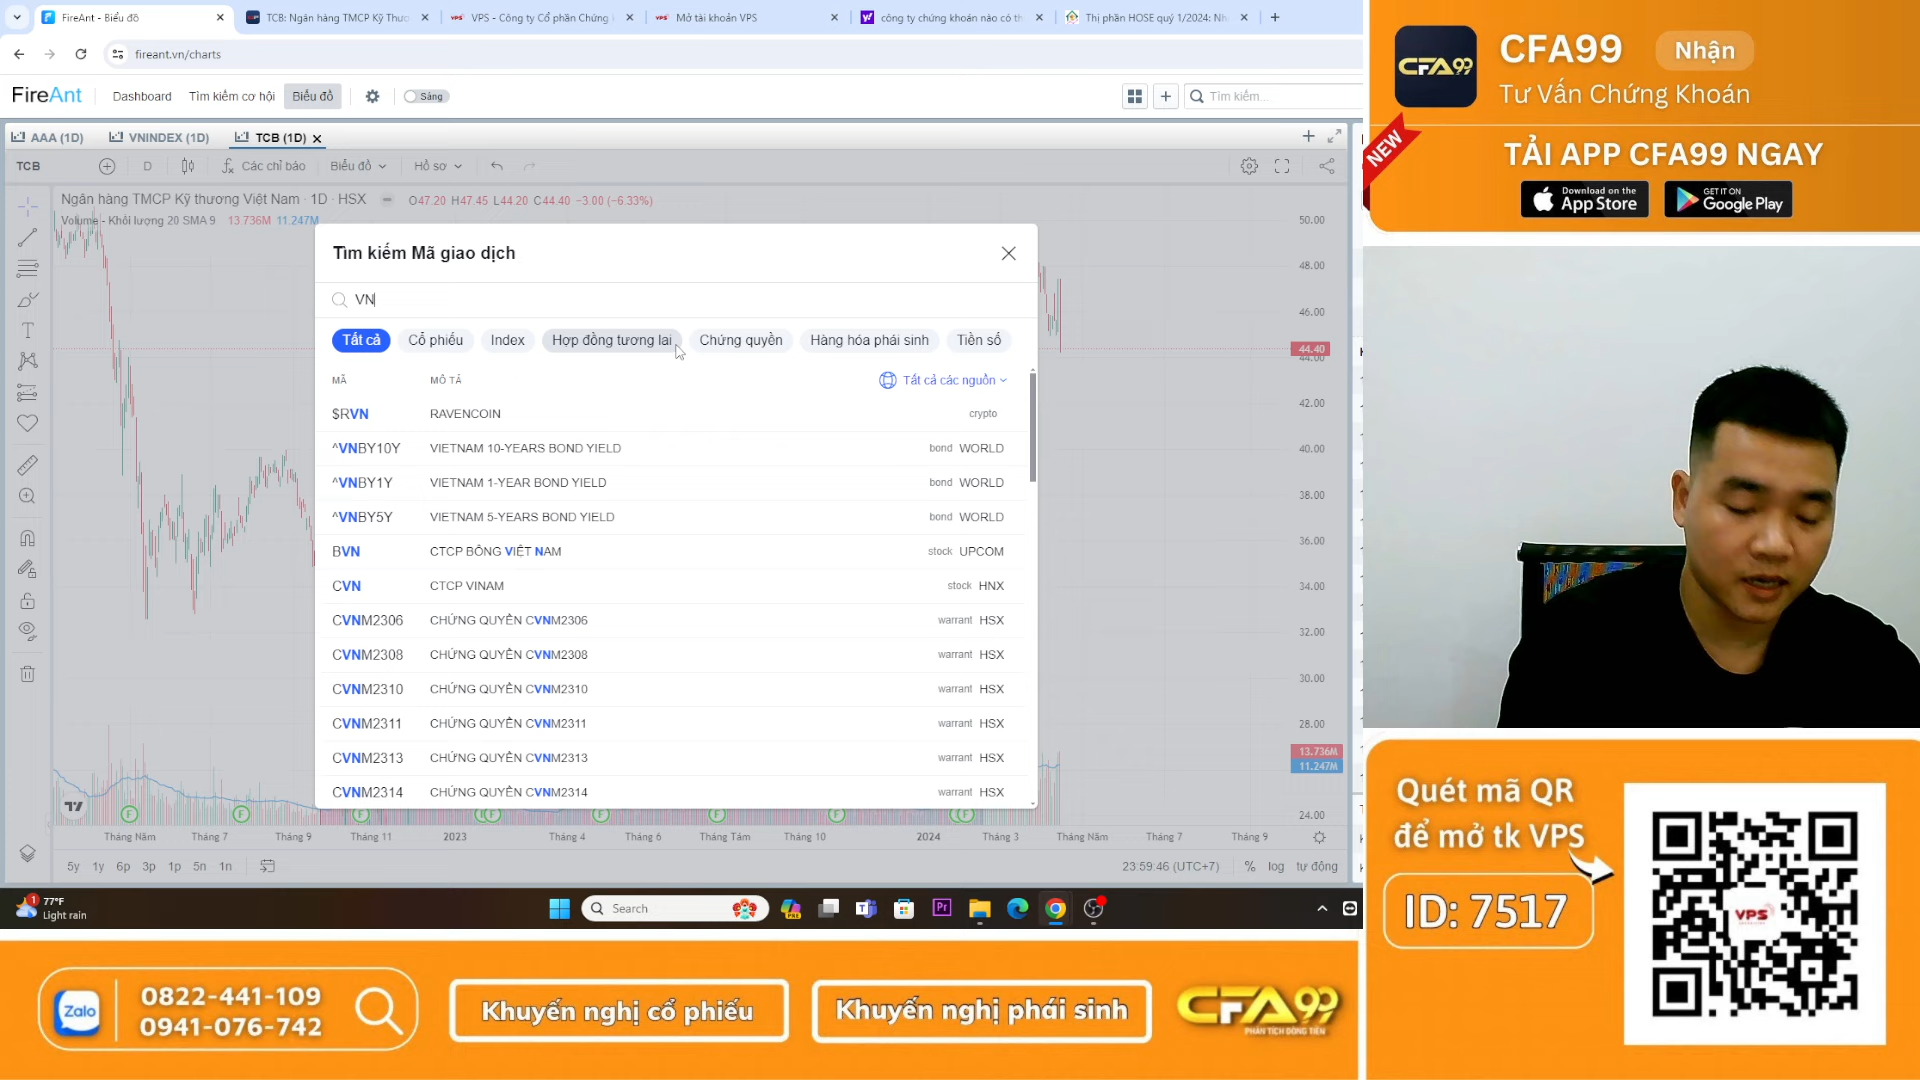 FireAnt - Biểu đồ
TCB: Ngân hàng TMCP Kỹ Thươ
VPS - Công ty Cổ phần Chứng
Mở tài khoản VPS
công ty chứng khoán nào có th
Thị phần HOSE quý 1/2024: Nh
fireant.vn/charts
FireAnt
Dashboard
Tìm kiếm cơ hội
Biểu đồ
Sáng
Tìm kiếm...
AAA (1D)
VNINDEX (1D)
TCB (1D)
TCB
D
Các chỉ báo
Biểu đồ
Hồ sơ
Ngân hàng TMCP Kỹ thương Việt Nam · 1D · HSX
O47.20 H47.45 L44.20 C44.40 −3.00 (−6.33%)
Volume - Khối lượng 20 SMA 9 13.736M 11.247M
Tìm kiếm Mã giao dịch
VN
Tất cả
Cổ phiếu
Index
Hợp đồng tương lai
Chứng quyền
Hàng hóa phái sinh
Tiền số
MÃ
MÔ TẢ
Tất cả các nguồn
$RVN RAVENCOIN crypto
^VNBY10Y VIETNAM 10-YEARS BOND YIELD bond WORLD
^VNBY1Y VIETNAM 1-YEAR BOND YIELD bond WORLD
^VNBY5Y VIETNAM 5-YEARS BOND YIELD bond WORLD
BVN CTCP BÔNG VIỆT NAM stock UPCOM
CVN CTCP VINAM stock HNX
CVNM2306 CHỨNG QUYỀN CVNM2306 warrant HSX
CVNM2308 CHỨNG QUYỀN CVNM2308 warrant HSX
CVNM2310 CHỨNG QUYỀN CVNM2310 warrant HSX
CVNM2311 CHỨNG QUYỀN CVNM2311 warrant HSX
CVNM2313 CHỨNG QUYỀN CVNM2313 warrant HSX
CVNM2314 CHỨNG QUYỀN CVNM2314 warrant HSX
50.00
48.00
46.00
44.40
44.00
42.00
40.00
38.00
36.00
34.00
32.00
30.00
28.00
13.736M
11.247M
24.00
Tháng Năm
Tháng 7
Tháng 9
Tháng 11
2023
Tháng 4
Tháng 6
Tháng Tám
Tháng 10
2024
Tháng 3
Tháng Năm
Tháng 7
Tháng 9
5y 1y 6p 3p 1p 5n 1n
23:59:46 (UTC+7)
% log tự động
77°F
Light rain
Search
CFA99
CFA99
Nhận
Tư Vấn Chứng Khoán
NEW
TẢI APP CFA99 NGAY
Download on the
App Store
GET IT ON
Google Play
Quét mã QR
để mở tk VPS
ID: 7517
VPS
Zalo
0822-441-109
0941-076-742
Khuyến nghị cổ phiếu
Khuyến nghị phái sinh
CFA99
PHÂN TÍCH DÒNG TIỀN